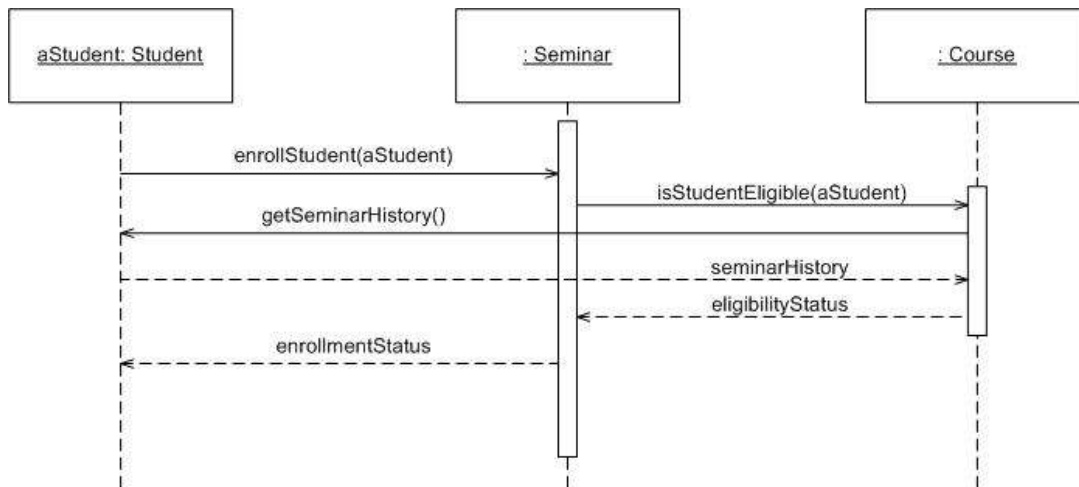 aStudent: Student
: Seminar
: Course
enrollStudent(aStudent)
isStudentEligible(aStudent)
getSeminarHistory()
seminarHistory
eligibilityStatus
enrollmentStatus